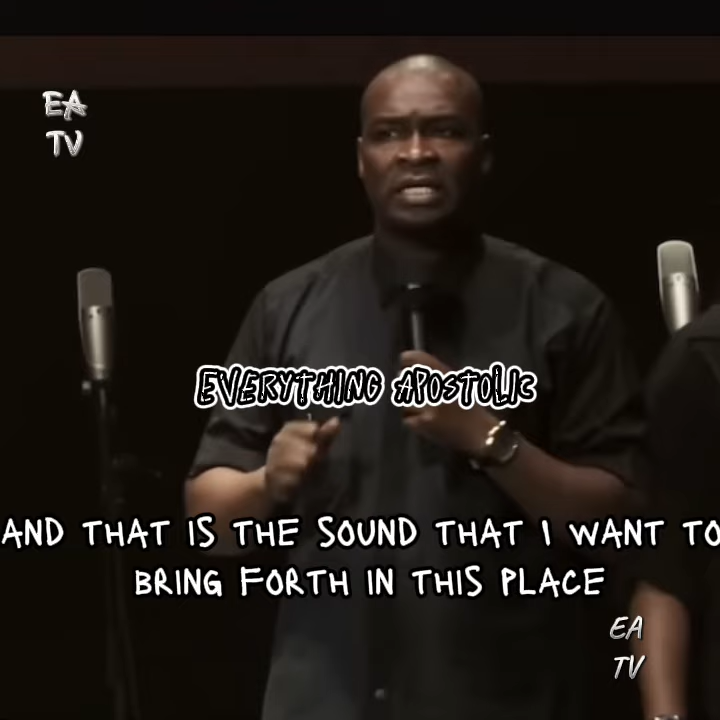 EA
TV
EVERYTHING APOSTOLIC
AND THAT IS THE SOUND THAT I WANT TO
BRING FORTH IN THIS PLACE
EA
TV